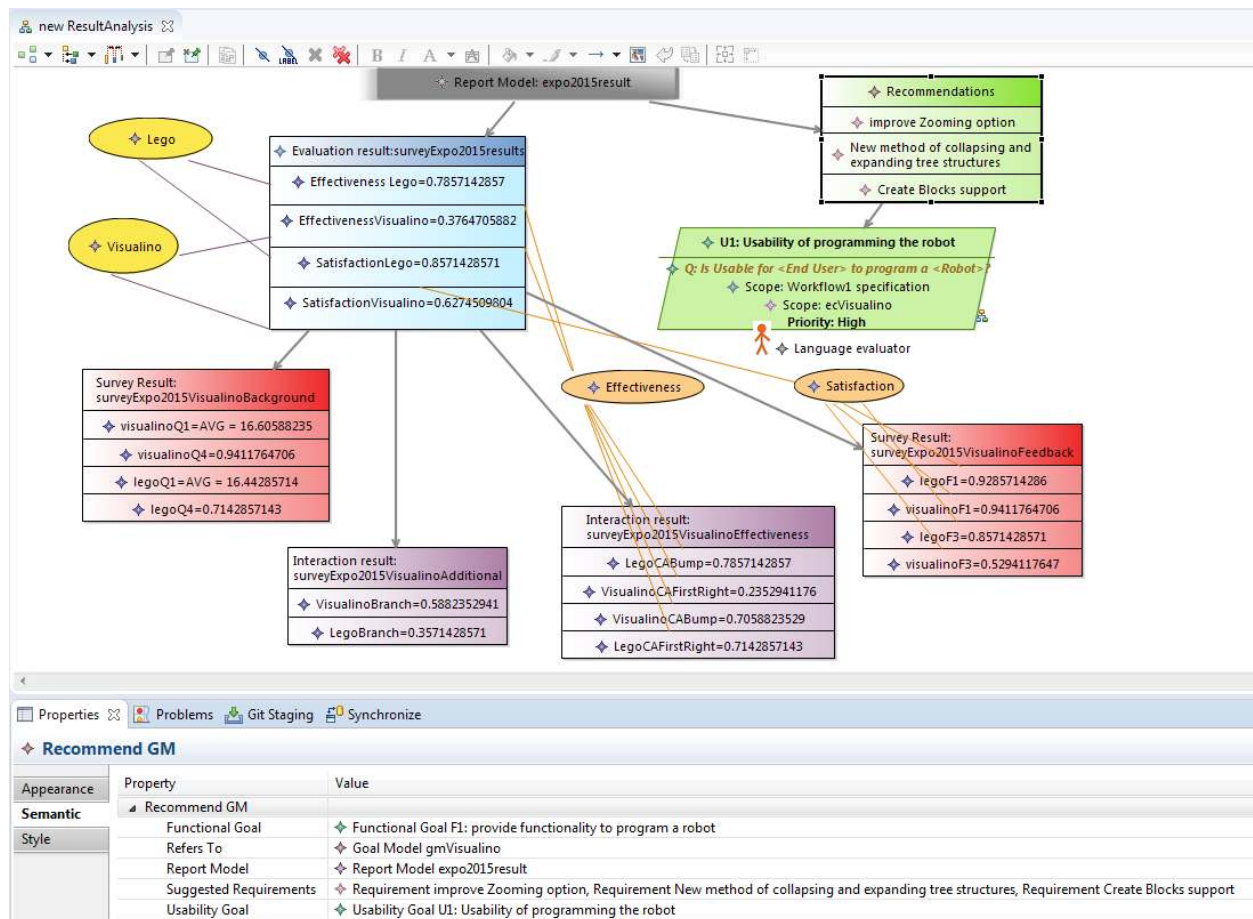 new ResultAnalysis
B I A
Report Model: expo2015result
Recommendations
improve Zooming option
New method of collapsing and
expanding tree structures
Create Blocks support
Lego
Evaluation result:surveyExpo2015results
Effectiveness Lego=0.7857142857
EffectivenessVisualino=0.3764705882
SatisfactionLego=0.8571428571
SatisfactionVisualino=0.6274509804
Visualino
U1: Usability of programming the robot
Q: Is Usable for <End User> to program a <Robot>?
Scope: Workflow1 specification
Scope: ecVisualino
Priority: High
Language evaluator
Effectiveness
Satisfaction
Survey Result:
surveyExpo2015VisualinoBackground
visualinoQ1=AVG = 16.60588235
visualinoQ4=0.9411764706
legoQ1=AVG = 16.44285714
legoQ4=0.7142857143
Survey Result:
surveyExpo2015VisualinoFeedback
legoF1=0.9285714286
visualinoF1=0.9411764706
legoF3=0.8571428571
visualinoF3=0.5294117647
Interaction result:
surveyExpo2015VisualinoEffectiveness
LegoCABump=0.7857142857
VisualinoCAFirstRight=0.2352941176
VisualinoCABump=0.7058823529
LegoCAFirstRight=0.7142857143
Interaction result:
surveyExpo2015VisualinoAdditional
VisualinoBranch=0.5882352941
LegoBranch=0.3571428571
Properties Problems Git Staging Synchronize
Recommend GM
Appearance
Semantic
Style
Property Value
Recommend GM
Functional Goal Functional Goal F1: provide functionality to program a robot
Refers To Goal Model gmVisualino
Report Model Report Model expo2015result
Suggested Requirements Requirement improve Zooming option, Requirement New method of collapsing and expanding tree structures, Requirement Create Blocks support
Usability Goal Usability Goal U1: Usability of programming the robot